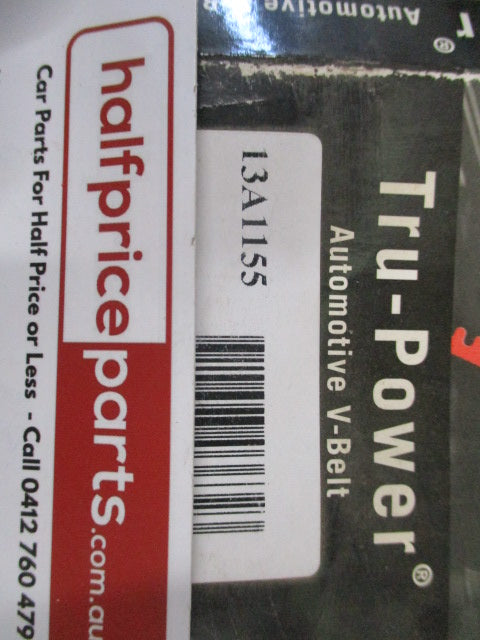 Automotive
®
Tru-Power®
Automotive V-Belt
13A1155
halfpriceparts.com.au
Car Parts For Half Price or Less - Call 0412 760 479